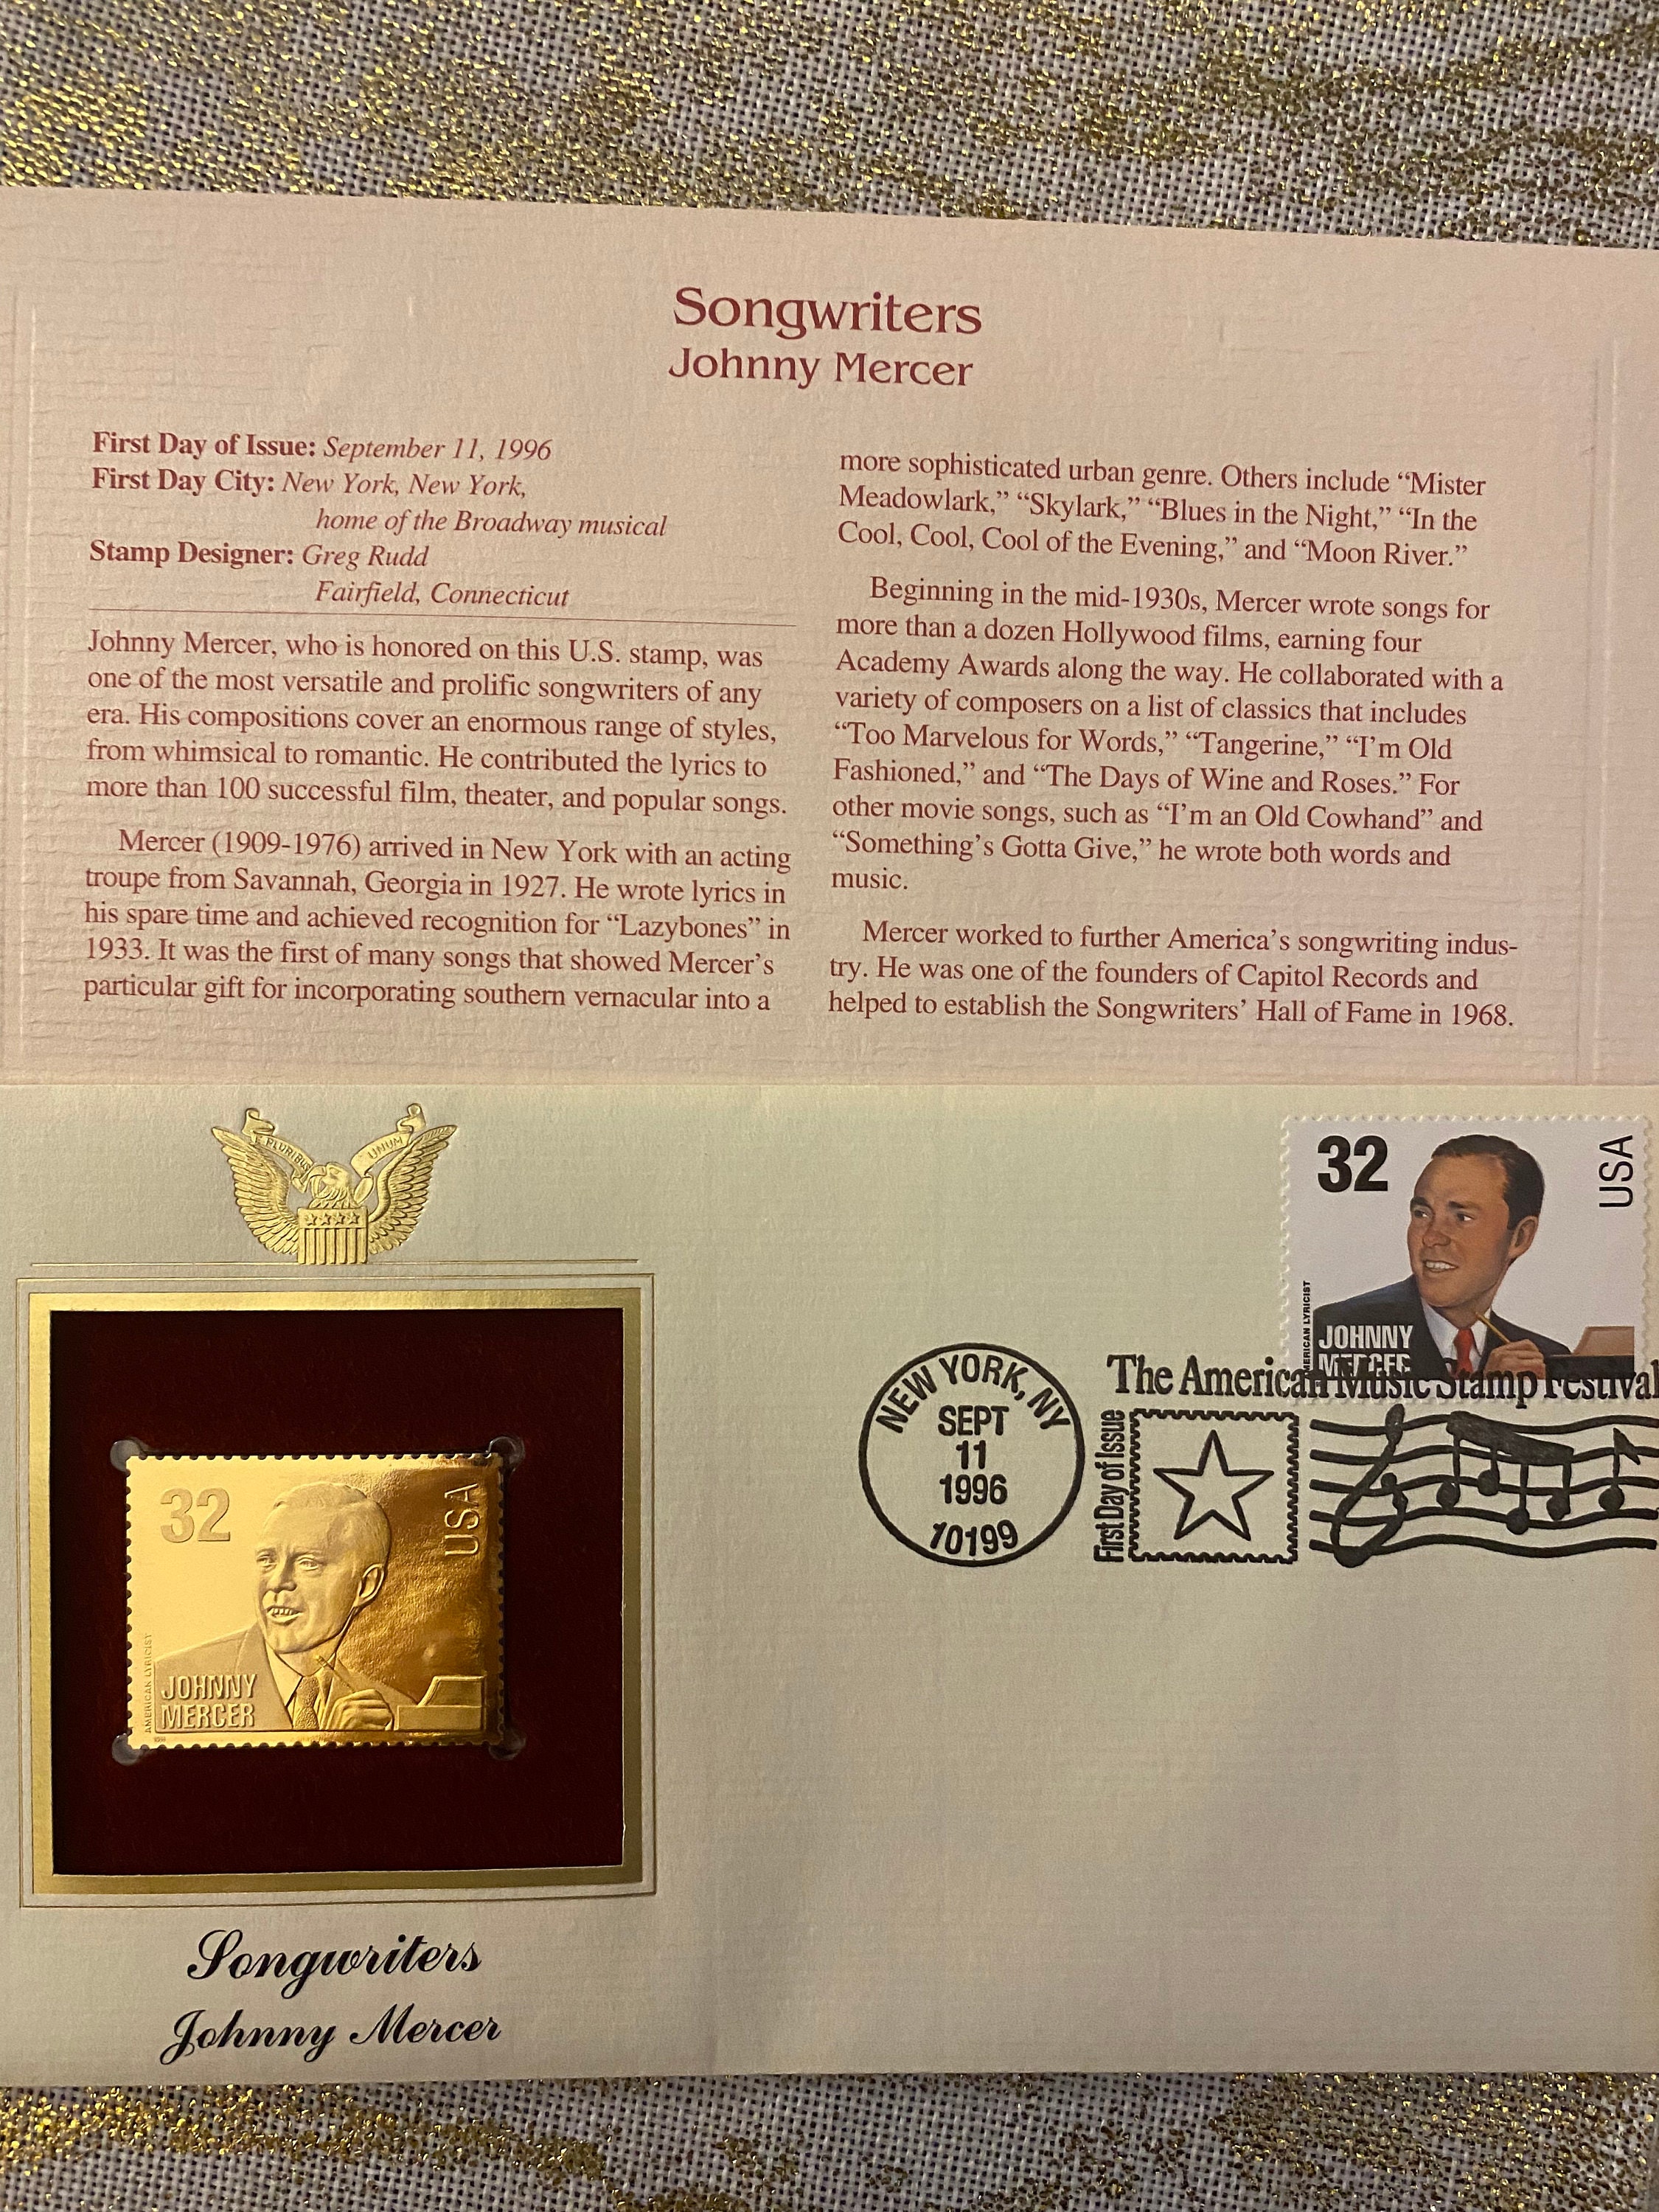 Songwriters
Johnny Mercer
First Day of Issue: September 11, 1996
First Day City: New York, New York,
home of the Broadway musical
Stamp Designer: Greg Rudd
Fairfield, Connecticut
Johnny Mercer, who is honored on this U.S. stamp, was
one of the most versatile and prolific songwriters of any
era. His compositions cover an enormous range of styles,
from whimsical to romantic. He contributed the lyrics to
more than 100 successful film, theater, and popular songs.
Mercer (1909-1976) arrived in New York with an acting
troupe from Savannah, Georgia in 1927. He wrote lyrics in
his spare time and achieved recognition for “Lazybones” in
1933. It was the first of many songs that showed Mercer’s
particular gift for incorporating southern vernacular into a
more sophisticated urban genre. Others include “Mister
Meadowlark,” “Skylark,” “Blues in the Night,” “In the
Cool, Cool, Cool of the Evening,” and “Moon River.”
Beginning in the mid-1930s, Mercer wrote songs for
more than a dozen Hollywood films, earning four
Academy Awards along the way. He collaborated with a
variety of composers on a list of classics that includes
“Too Marvelous for Words,” “Tangerine,” “I’m Old
Fashioned,” and “The Days of Wine and Roses.” For
other movie songs, such as “I’m an Old Cowhand” and
“Something’s Gotta Give,” he wrote both words and
music.
Mercer worked to further America’s songwriting indus-
try. He was one of the founders of Capitol Records and
helped to establish the Songwriters’ Hall of Fame in 1968.
E PLURIBUS UNUM
32
USA
AMERICAN LYRICIST
JOHNNY
MERCER
Songwriters
Johnny Mercer
32
USA
JOHNNY
MERCER
NEW YORK, NY
SEPT
11
1996
10199
The American Music Stamp Festival
First Day of Issue